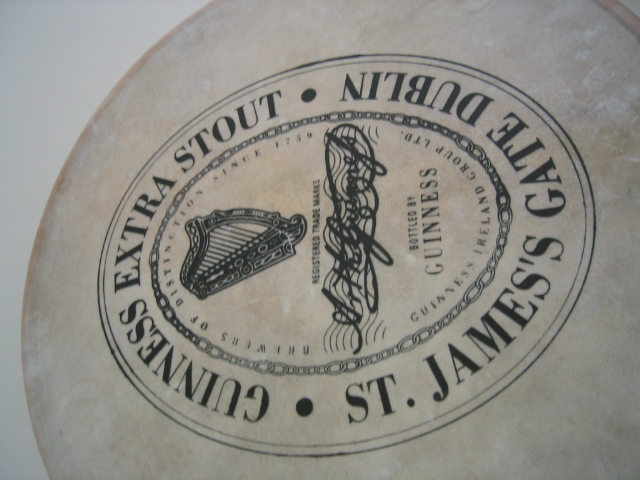 GUINNESS EXTRA STOUT
BREWERS OF DISTINCTION SINCE 1759
REGISTERED TRADE MARKS
BOTTLED BY
GUINNESS
GUINNESS IRELAND GROUP LTD.
ST. JAMES'S GATE DUBLIN